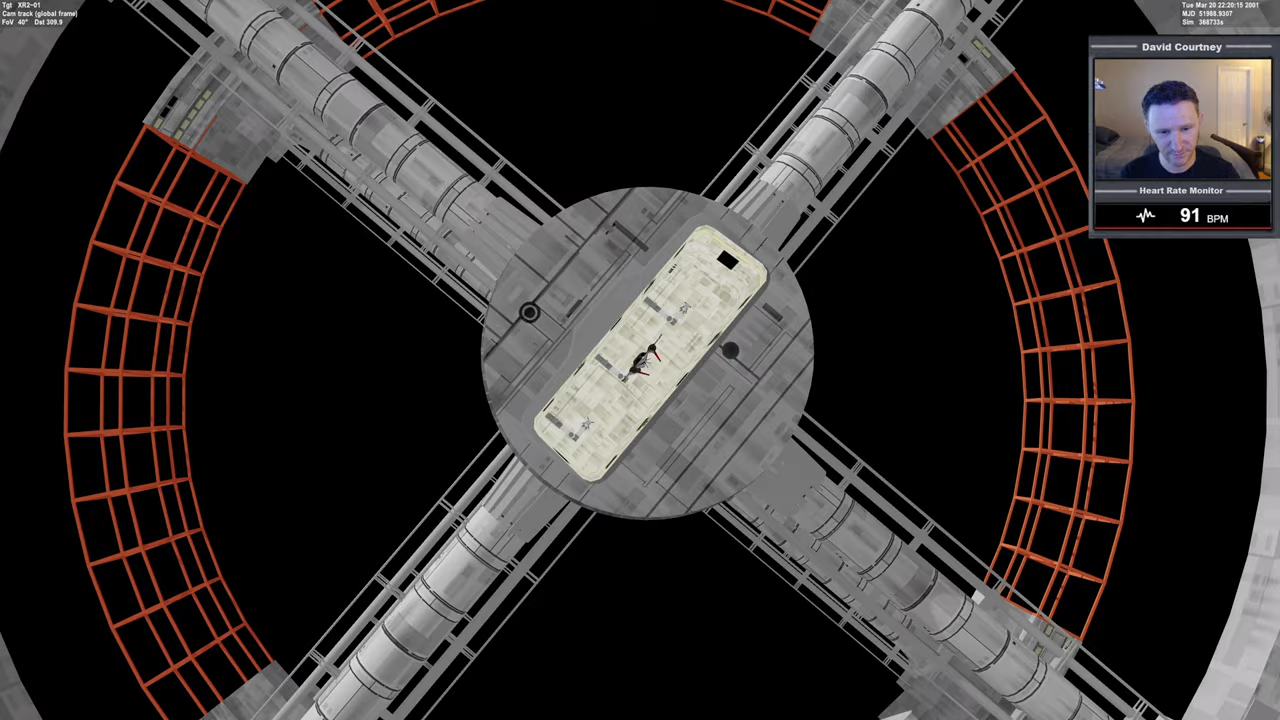 Tgt XR2-01
Cam track (global frame)
FoV 40° Dst 309.9
Tue Mar 20 22:20:15 2001
MJD 51988.9307
Sim 388733s
David Courtney
Heart Rate Monitor
91 BPM